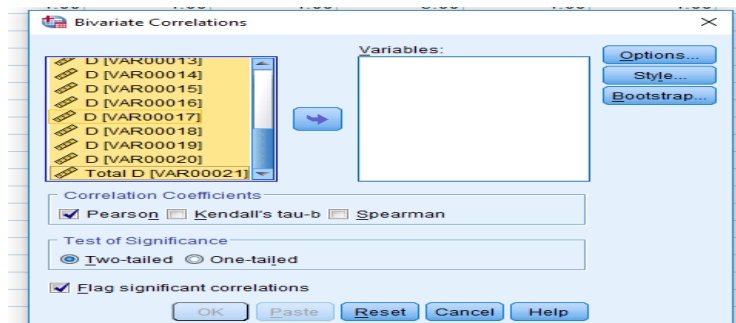 Bivariate Correlations
Variables:
D [VAR00013]
D [VAR00014]
D [VAR00015]
D [VAR00016]
D [VAR00017]
D [VAR00018]
D [VAR00019]
D [VAR00020]
Total D [VAR00021]
Options...
Style...
Bootstrap...
Correlation Coefficients
Pearson Kendall's tau-b Spearman
Test of Significance
Two-tailed One-tailed
Flag significant correlations
OK Paste Reset Cancel Help